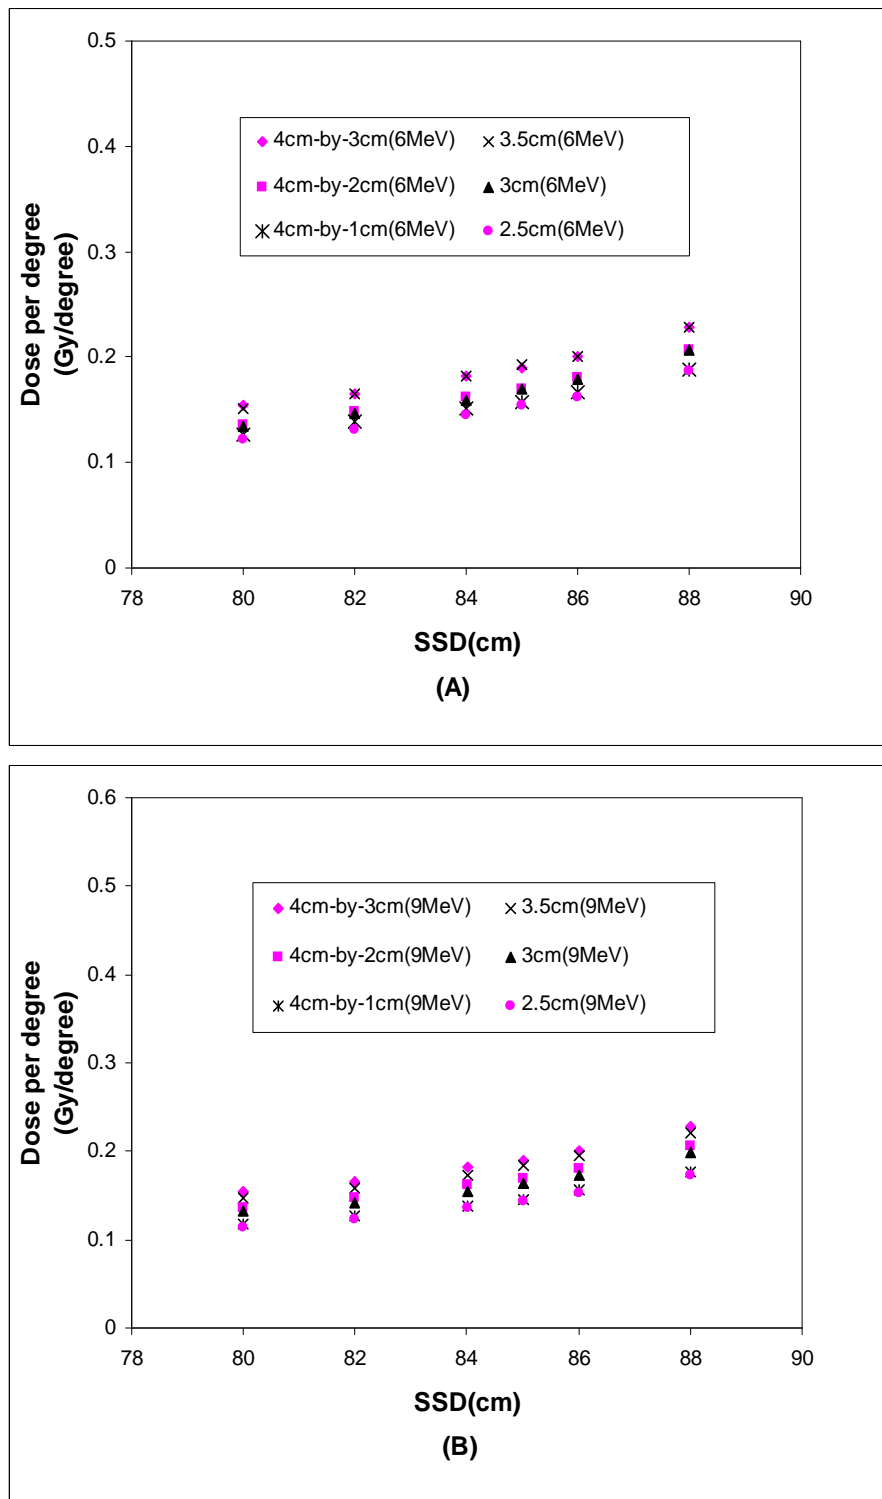 0.5
0.4
0.3
0.2
0.1
0
Dose per degree
(Gy/degree)
4cm-by-3cm(6MeV) 3.5cm(6MeV)
4cm-by-2cm(6MeV) 3cm(6MeV)
4cm-by-1cm(6MeV) 2.5cm(6MeV)
78 80 82 84 86 88 90
SSD(cm)
(A)
0.6
0.5
0.4
0.3
0.2
0.1
0
Dose per degree
(Gy/degree)
4cm-by-3cm(9MeV) 3.5cm(9MeV)
4cm-by-2cm(9MeV) 3cm(9MeV)
4cm-by-1cm(9MeV) 2.5cm(9MeV)
78 80 82 84 86 88 90
SSD(cm)
(B)